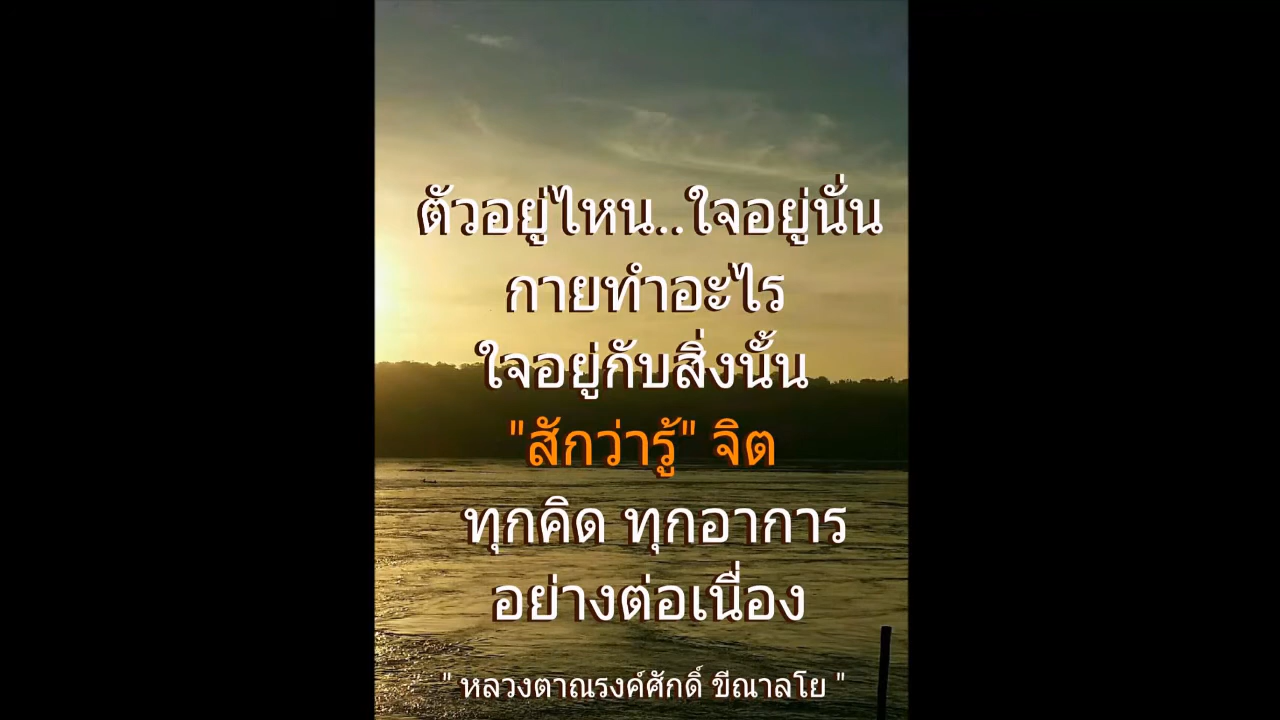 ตัวอยู่ไหน..ใจอยู่นั่น
กายทำอะไร
ใจอยู่กับสิ่งนั้น
"สักว่ารู้" จิต
ทุกคิด ทุกอาการ
อย่างต่อเนื่อง
" หลวงตาณรงค์ศักดิ์ ขีณาลโย "